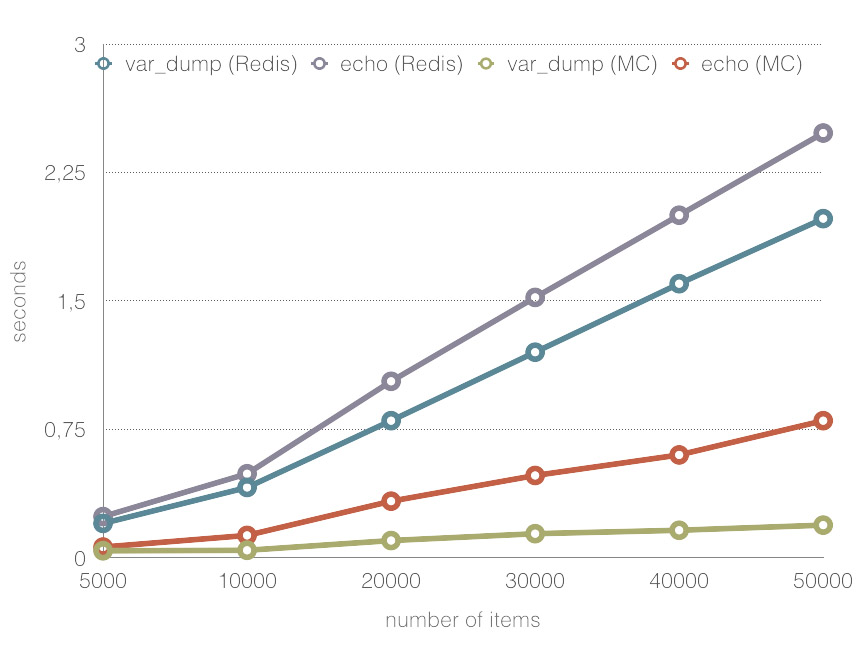 3
var_dump (Redis) echo (Redis) var_dump (MC) echo (MC)
2,25
seconds
1,5
0,75
0
5000 10000 20000 30000 40000 50000
number of items